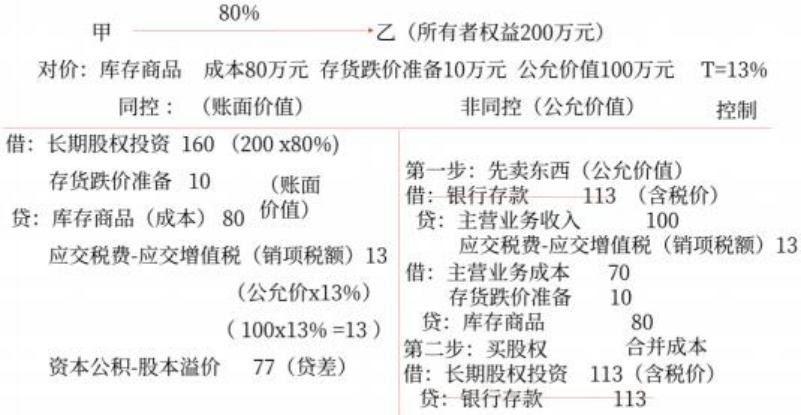 80%
甲 乙（所有者权益200万元）
对价：库存商品 成本80万元 存货跌价准备10万元 公允价值100万元 T=13%
同控：（账面价值） 非同控（公允价值） 控制
借：长期股权投资 160 （200 x80%)
存货跌价准备 10 （账面
价值）
贷：库存商品（成本） 80
应交税费-应交增值税（销项税额）13
（公允价x13%）
（ 100x13% =13 ）
资本公积-股本溢价 77（贷差）
第一步：先卖东西（公允价值）
借：银行存款 113 （含税价）
贷：主营业务收入 100
应交税费-应交增值税（销项税额）13
借：主营业务成本 70
存货跌价准备 10
贷：库存商品 80
第二步：买股权 合并成本
借：长期股权投资 113（含税价）
贷：银行存款 113